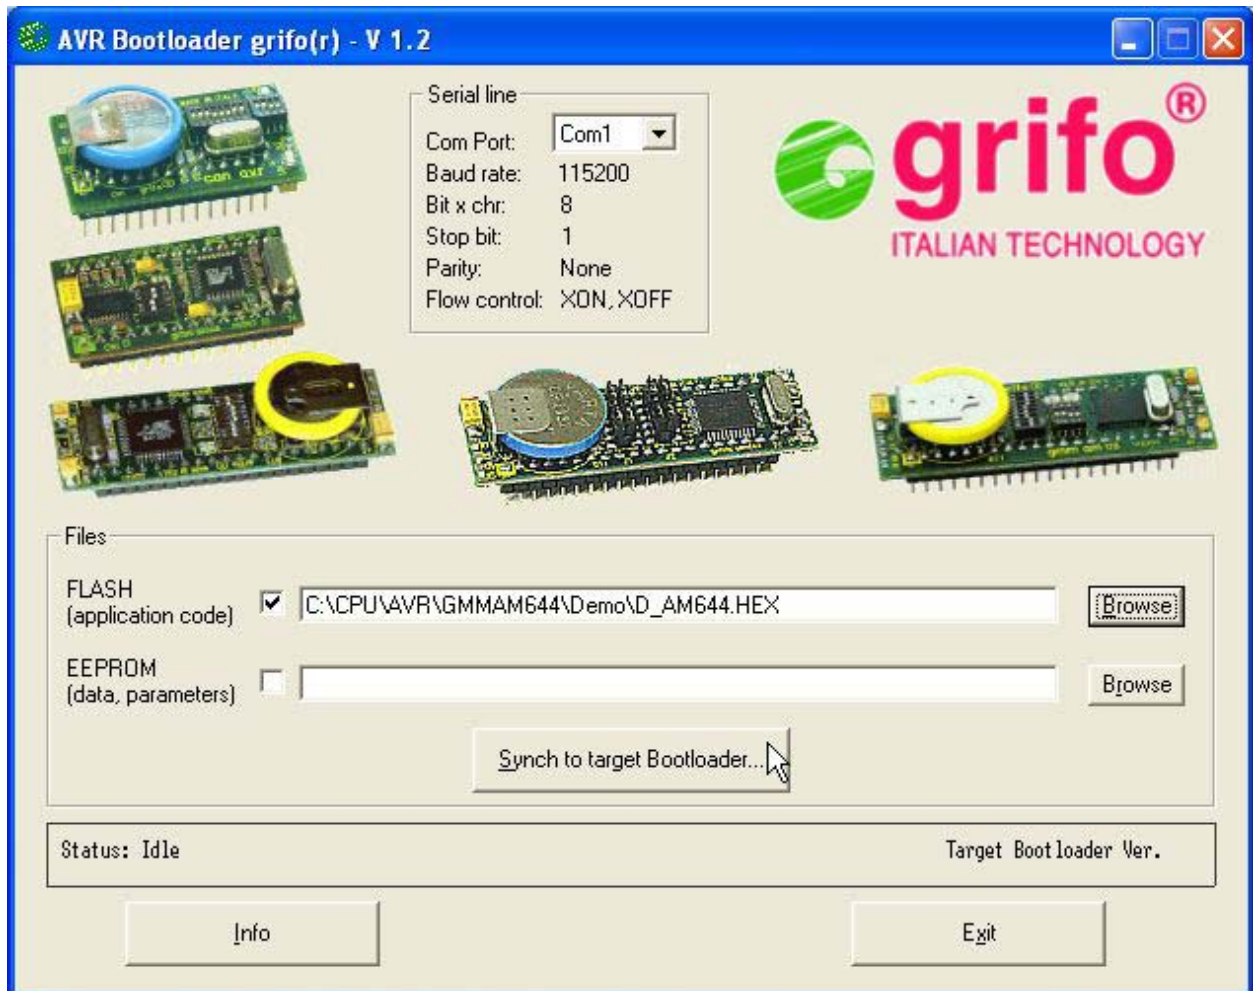 AVR Bootloader grifo(r) - V 1.2
Serial line
Com Port: Com1
Baud rate: 115200
Bit x chr: 8
Stop bit: 1
Parity: None
Flow control: XON, XOFF
grifo®
ITALIAN TECHNOLOGY
can avr
Files
FLASH
(application code)
C:\CPU\AVR\GMMAM644\Demo\D_AM644.HEX
Browse
EEPROM
(data, parameters)
Browse
Synch to target Bootloader...
Status: Idle
Target Bootloader Ver.
Info
Exit